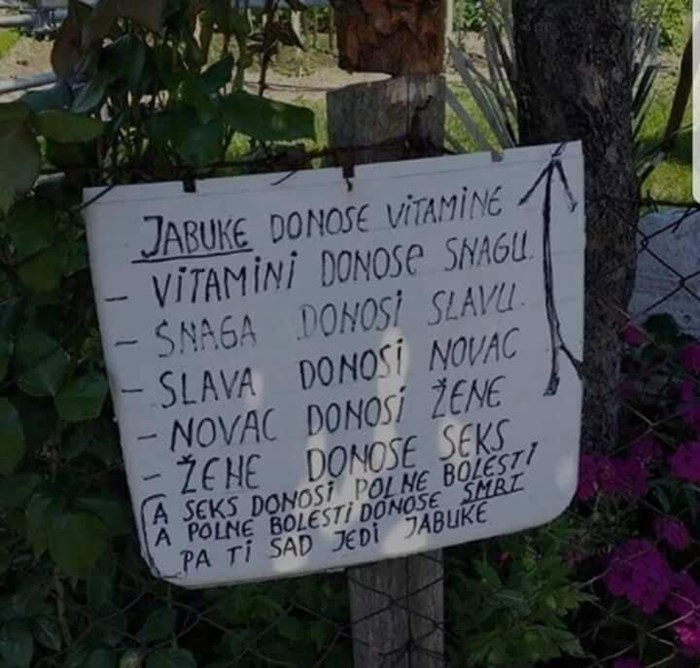 JABUKE DONOSE VITAMINE
- VITAMINI DONOSE SNAGU
- SNAGA DONOSI SLAVU
- SLAVA DONOSI NOVAC
- NOVAC DONOSI ŽENE
- ŽENE DONOSE SEKS
A SEKS DONOSI POLNE BOLESTI
A POLNE BOLESTI DONOSE SMRT
PA TI SAD JEDI JABUKE